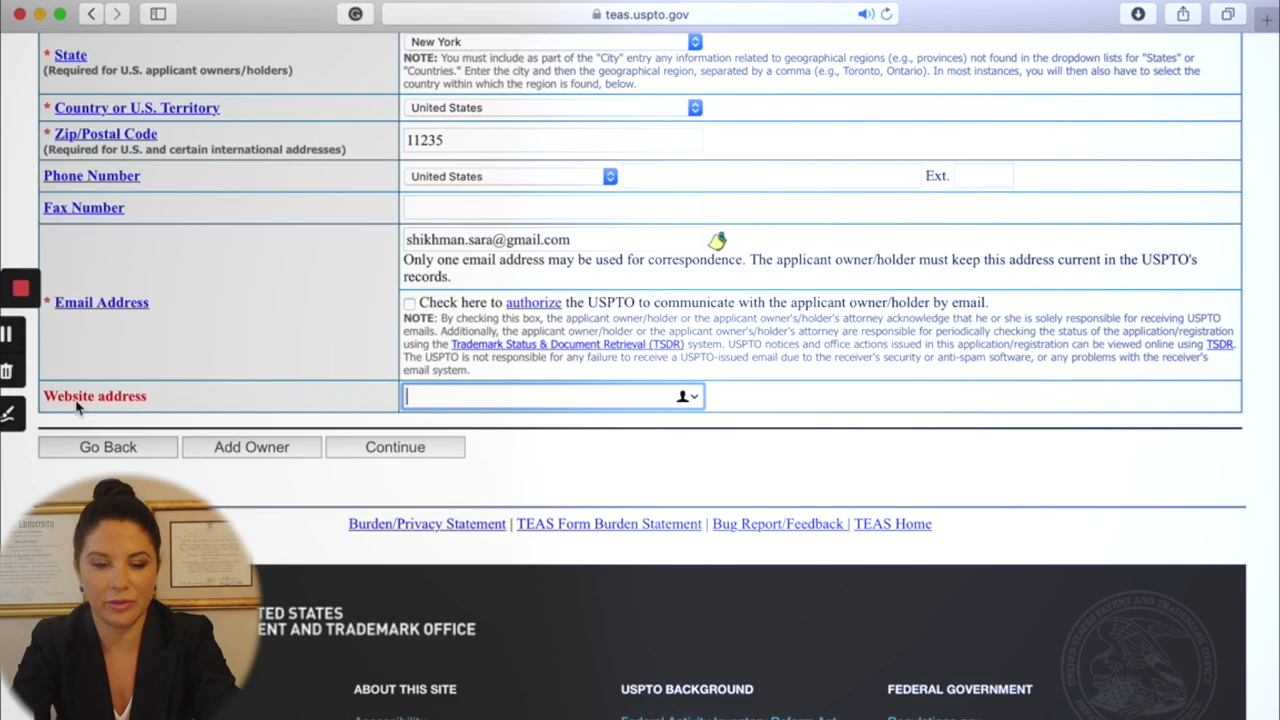 teas.uspto.gov
* State
(Required for U.S. applicant owners/holders)
New York
NOTE: You must include as part of the "City" entry any information related to geographical regions (e.g., provinces) not found in the dropdown lists for "States" or
"Countries." Enter the city and then the geographical region, separated by a comma (e.g., Toronto, Ontario). In most instances, you will then also have to select the
country within which the region is found, below.
* Country or U.S. Territory
United States
* Zip/Postal Code
(Required for U.S. and certain international addresses)
11235
Phone Number
United States
Ext.
Fax Number
* Email Address
shikhman.sara@gmail.com
Only one email address may be used for correspondence. The applicant owner/holder must keep this address current in the USPTO's
records.
Check here to authorize the USPTO to communicate with the applicant owner/holder by email.
NOTE: By checking this box, the applicant owner/holder or the applicant owner's/holder's attorney acknowledge that he or she is solely responsible for receiving USPTO
emails. Additionally, the applicant owner/holder or the applicant owner's/holder's attorney are responsible for periodically checking the status of the application/registration
using the Trademark Status & Document Retrieval (TSDR) system. USPTO notices and office actions issued in this application/registration can be viewed online using TSDR.
The USPTO is not responsible for any failure to receive a USPTO-issued email due to the receiver's security or anti-spam software, or any problems with the receiver's
email system.
Website address
Go Back
Add Owner
Continue
Burden/Privacy Statement | TEAS Form Burden Statement | Bug Report/Feedback | TEAS Home
TED STATES
ENT AND TRADEMARK OFFICE
ABOUT THIS SITE
USPTO BACKGROUND
FEDERAL GOVERNMENT